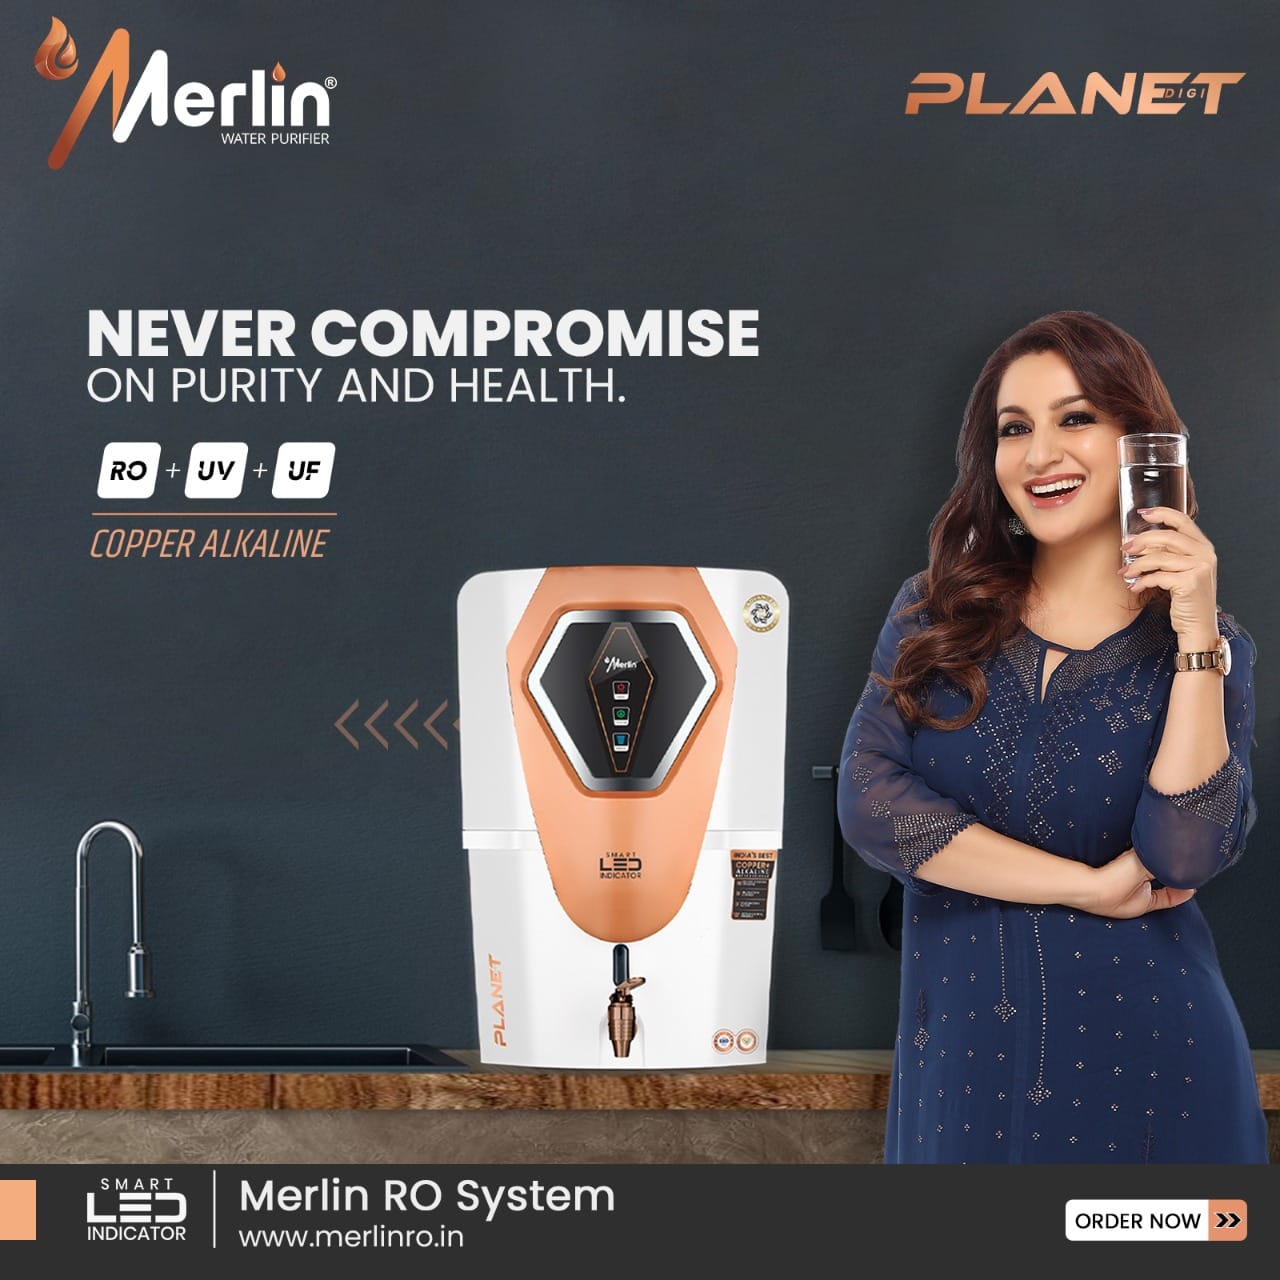 Merlin®
WATER PURIFIER
PLANET
DIGI
NEVER COMPROMISE
ON PURITY AND HEALTH.
RO + UV + UF
COPPER ALKALINE
Merlin
SMART
LED
INDICATOR
INDIA'S BEST
COPPER+
ALKALINE
PLANET
SMART
LED
INDICATOR
Merlin RO System
www.merlinro.in
ORDER NOW